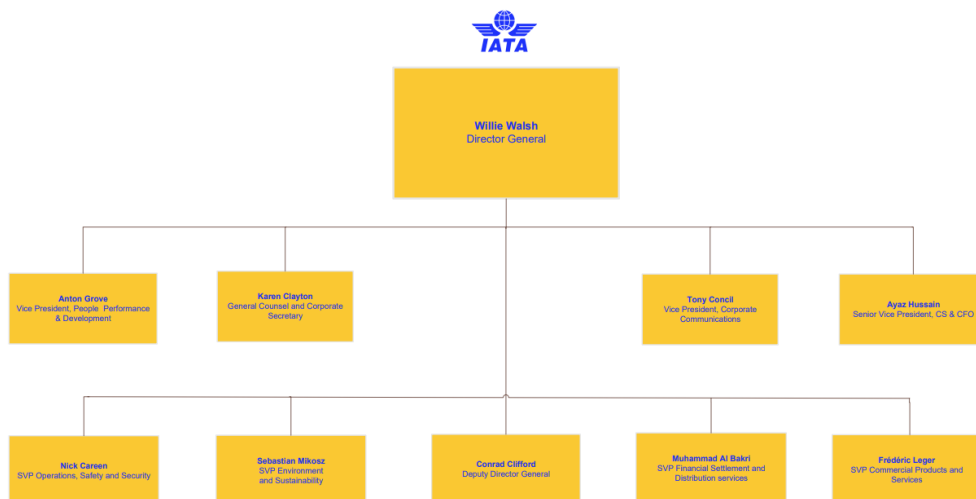 IATA
Willie Walsh
Director General
Anton Grove
Vice President, People Performance
& Development
Karen Clayton
General Counsel and Corporate
Secretary
Tony Concil
Vice President, Corporate
Communications
Ayaz Hussain
Senior Vice President, CS & CFO
Nick Careen
SVP Operations, Safety and Security
Sebastian Mikosz
SVP Environment
and Sustainability
Conrad Clifford
Deputy Director General
Muhammad Al Bakri
SVP Financial Settlement and
Distribution services
Frédéric Leger
SVP Commercial Products and
Services